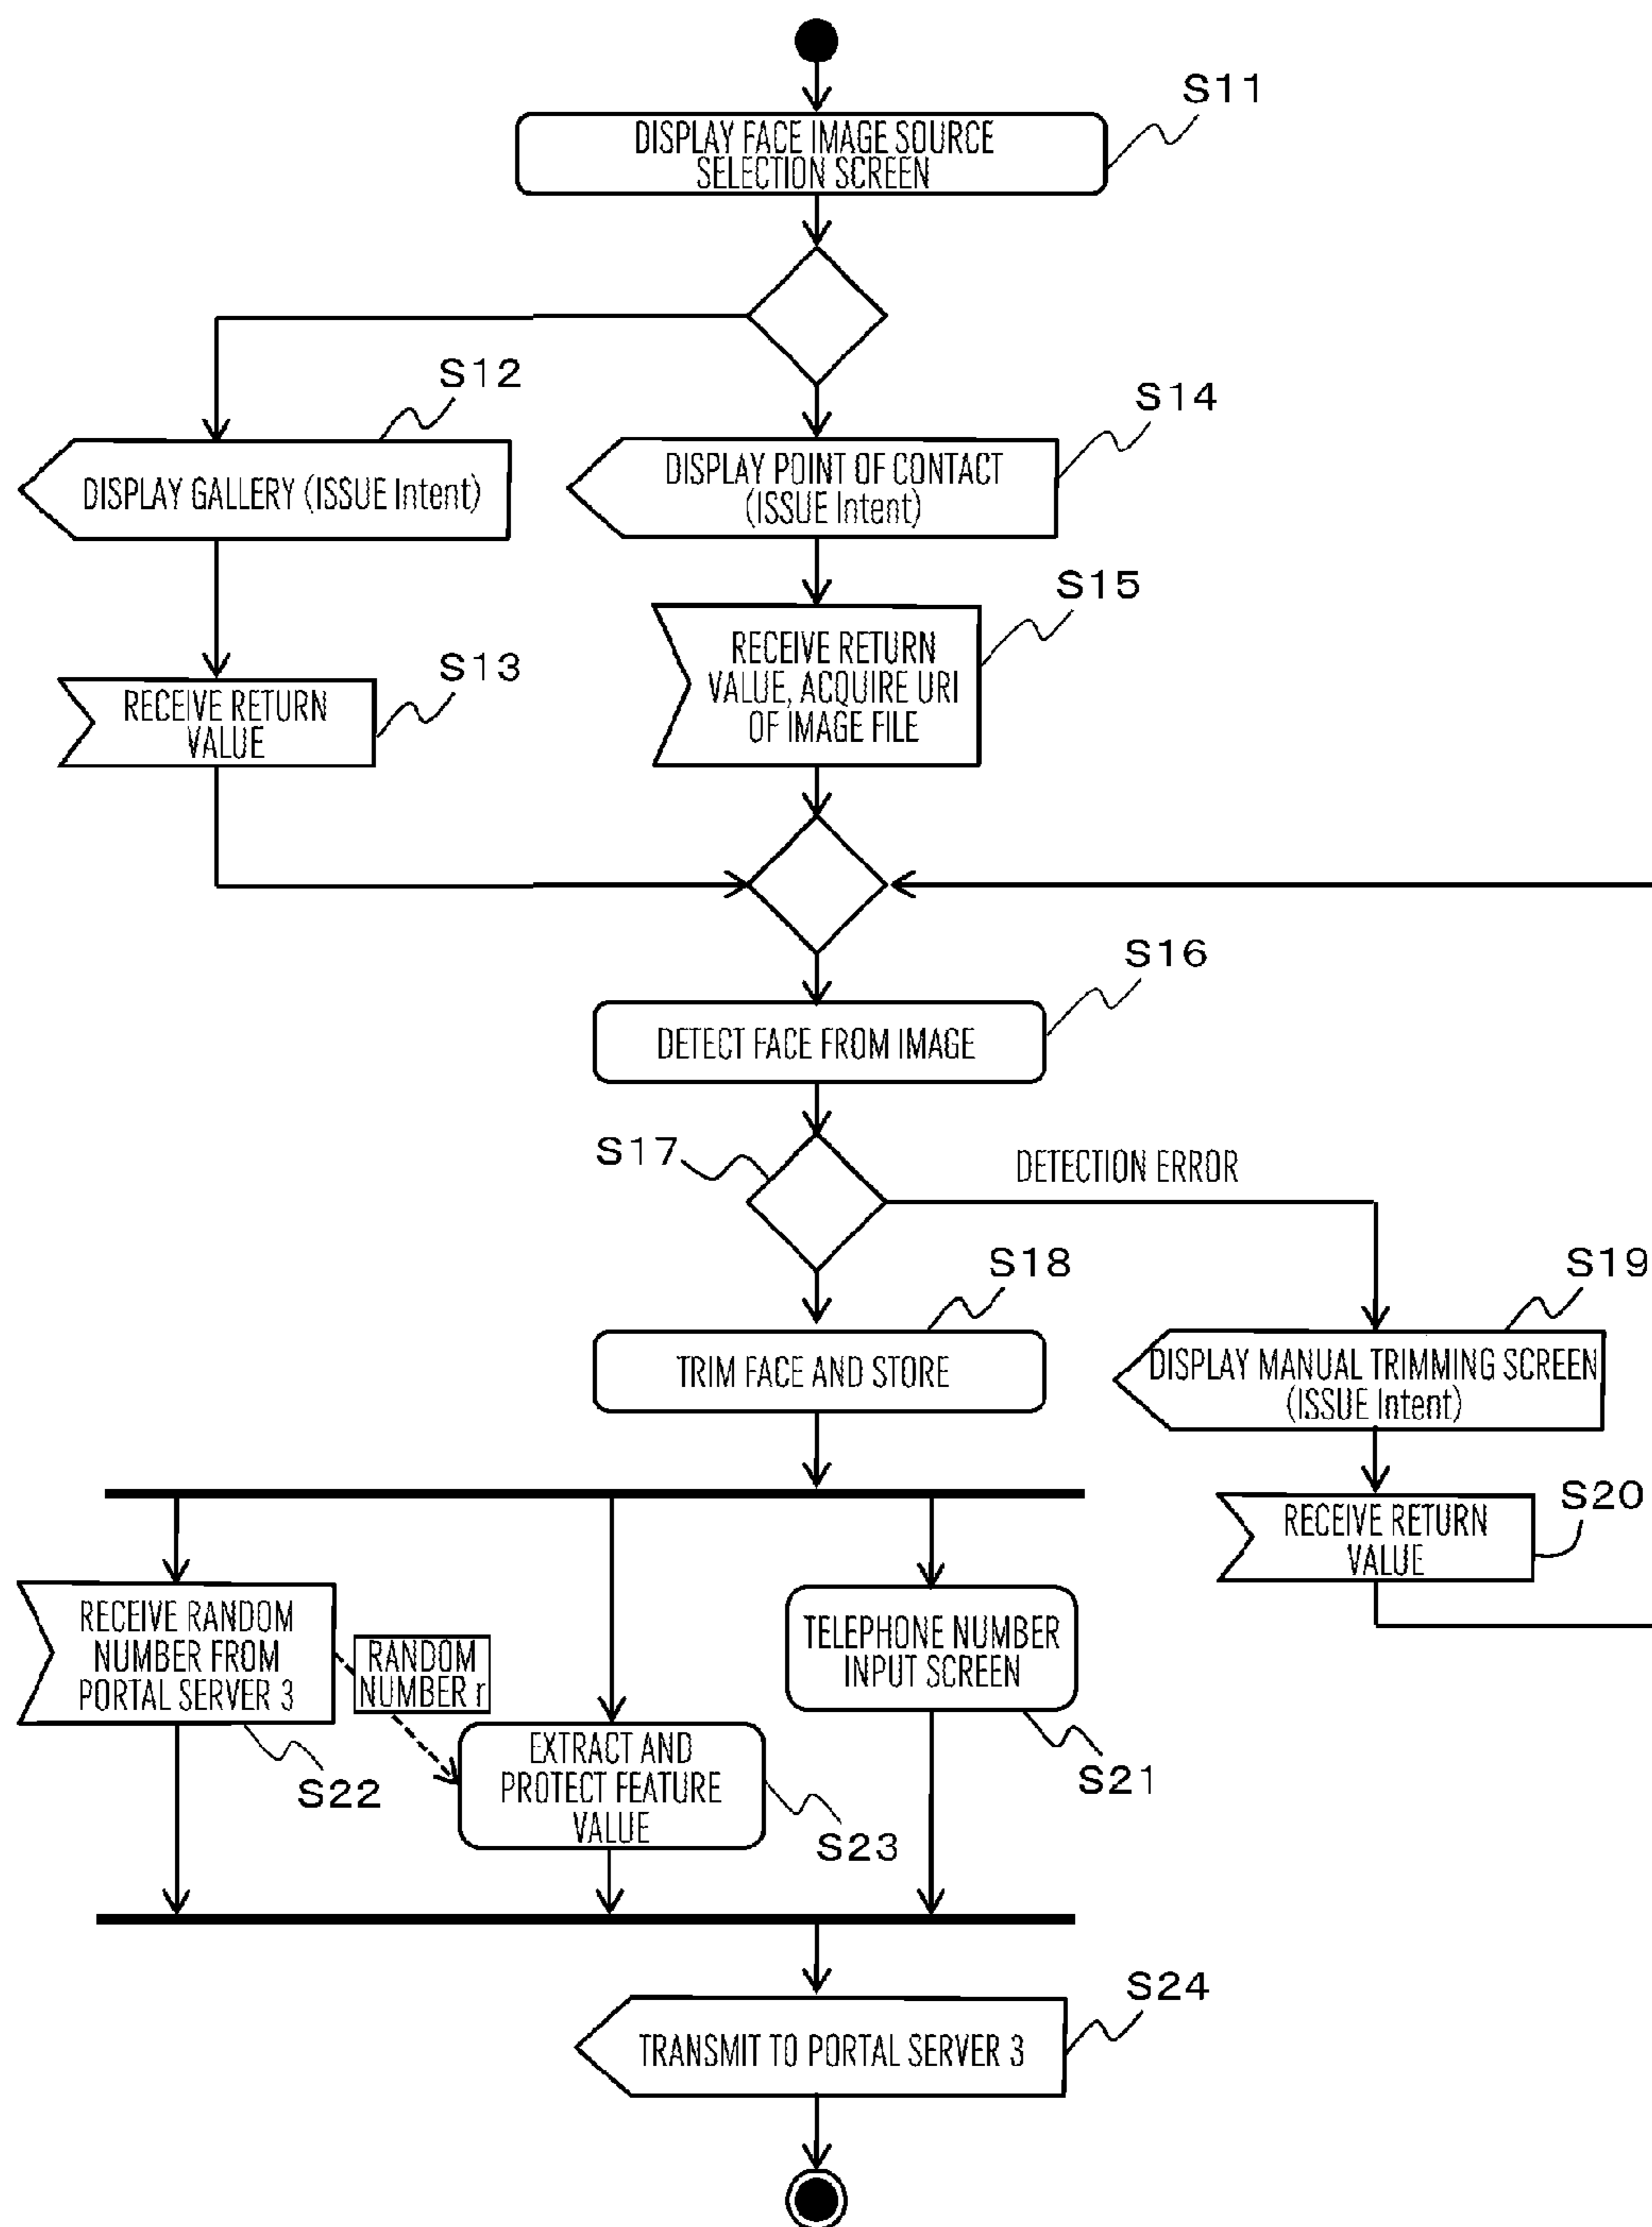 S11
DISPLAY FACE IMAGE SOURCE
SELECTION SCREEN
S12
DISPLAY GALLERY (ISSUE Intent)
S14
DISPLAY POINT OF CONTACT
(ISSUE Intent)
S13
RECEIVE RETURN
VALUE
S15
RECEIVE RETURN
VALUE, ACQUIRE URI
OF IMAGE FILE
S16
DETECT FACE FROM IMAGE
S17
DETECTION ERROR
S18
TRIM FACE AND STORE
S19
DISPLAY MANUAL TRIMMING SCREEN
(ISSUE Intent)
S20
RECEIVE RETURN
VALUE
RECEIVE RANDOM
NUMBER FROM
PORTAL SERVER 3
S22
RANDOM
NUMBER r
EXTRACT AND
PROTECT FEATURE
VALUE
S23
TELEPHONE NUMBER
INPUT SCREEN
S21
S24
TRANSMIT TO PORTAL SERVER 3